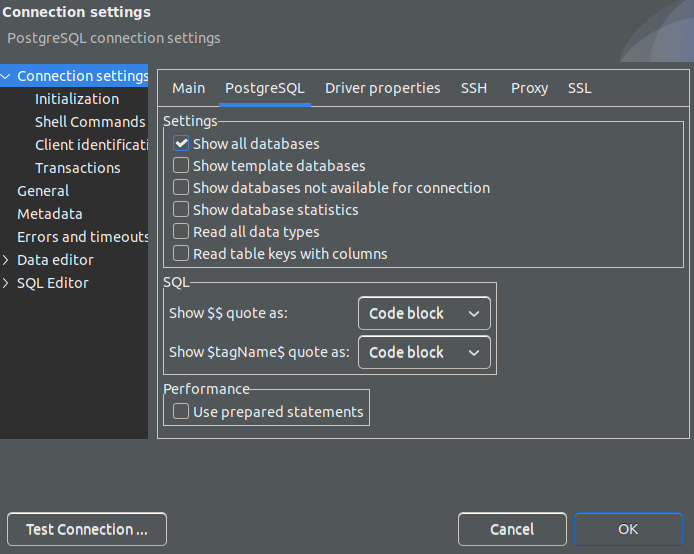 Connection settings
PostgreSQL connection settings
Connection settings
Initialization
Shell Commands
Client identificati
Transactions
General
Metadata
Errors and timeouts
Data editor
SQL Editor
Main PostgreSQL Driver properties SSH Proxy SSL
Settings
Show all databases
Show template databases
Show databases not available for connection
Show database statistics
Read all data types
Read table keys with columns
SQL
Show $$ quote as: Code block
Show $tagName$ quote as: Code block
Performance
Use prepared statements
Test Connection ... Cancel OK